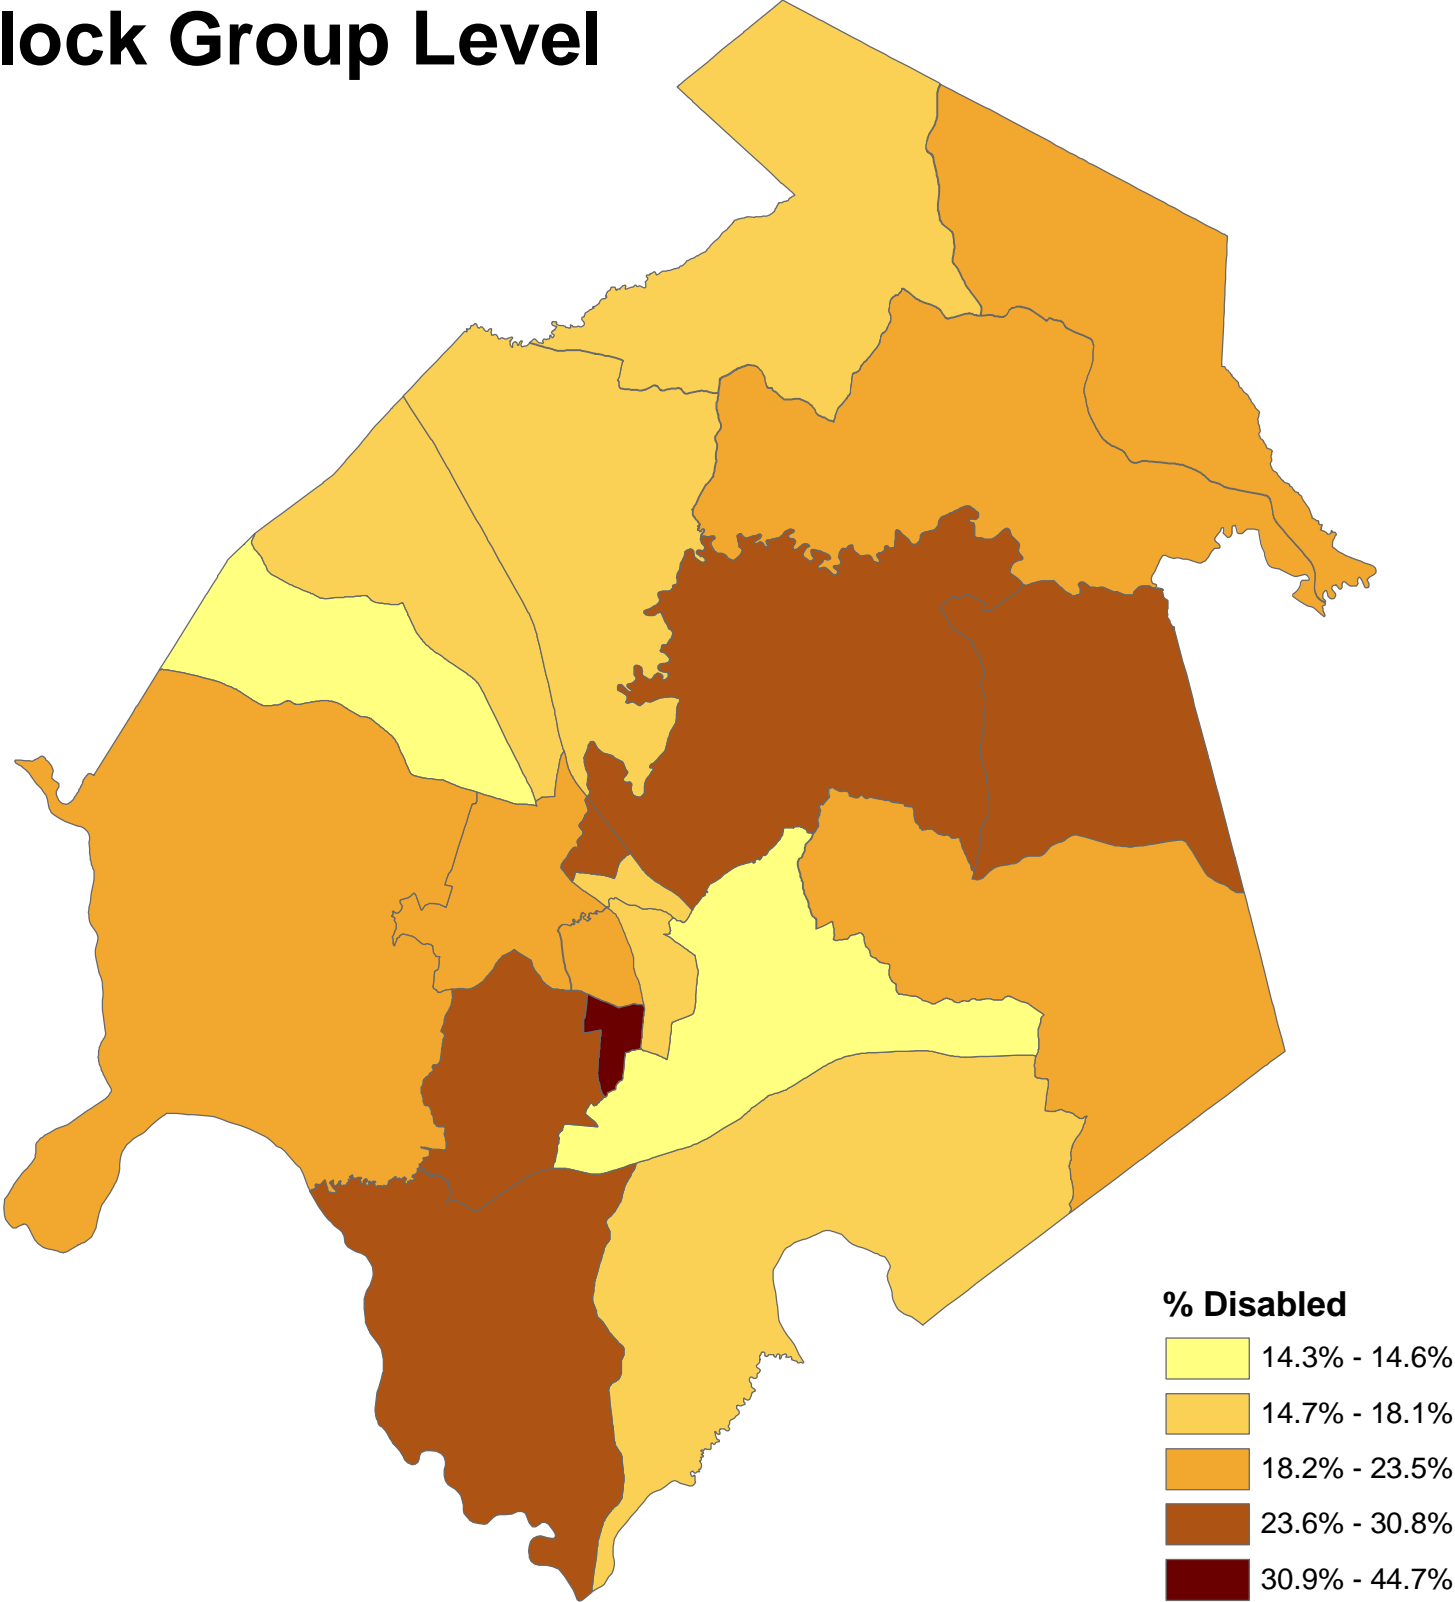 lock Group Level
% Disabled
14.3% - 14.6%
14.7% - 18.1%
18.2% - 23.5%
23.6% - 30.8%
30.9% - 44.7%